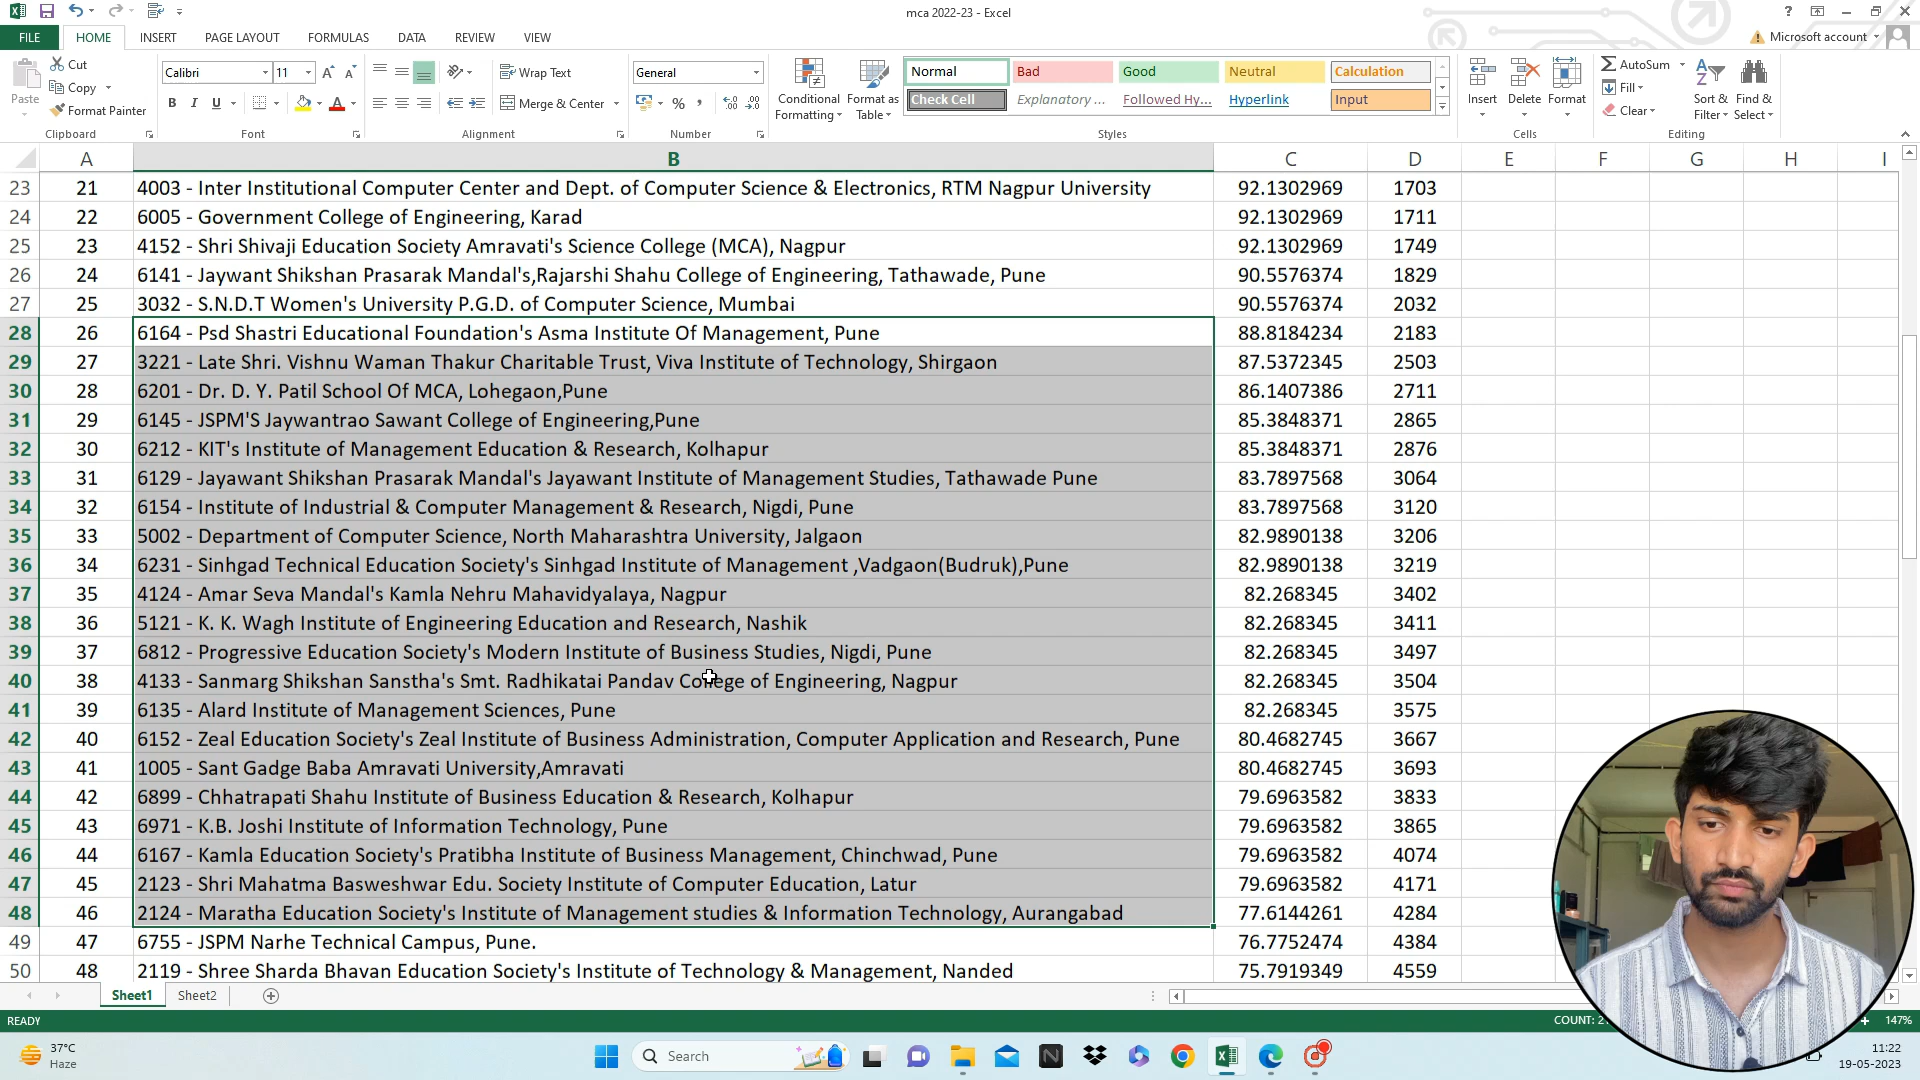 mca 2022-23 - Excel
FILE HOME INSERT PAGE LAYOUT FORMULAS DATA REVIEW VIEW Microsoft account
Paste Cut Copy Format Painter
Calibri 11
B I U
Wrap Text
Merge & Center
General
Conditional Formatting
Format as Table
Normal Bad Good Neutral Calculation
Check Cell Explanatory ... Followed Hy... Hyperlink Input
Insert Delete Format
AutoSum
Fill
Clear
Sort & Filter
Find & Select
Clipboard Font Alignment Number Styles Cells Editing
A B C D E F G H I
23 21 4003 - Inter Institutional Computer Center and Dept. of Computer Science & Electronics, RTM Nagpur University 92.1302969 1703
24 22 6005 - Government College of Engineering, Karad 92.1302969 1711
25 23 4152 - Shri Shivaji Education Society Amravati's Science College (MCA), Nagpur 92.1302969 1749
26 24 6141 - Jaywant Shikshan Prasarak Mandal's,Rajarshi Shahu College of Engineering, Tathawade, Pune 90.5576374 1829
27 25 3032 - S.N.D.T Women's University P.G.D. of Computer Science, Mumbai 90.5576374 2032
28 26 6164 - Psd Shastri Educational Foundation's Asma Institute Of Management, Pune 88.8184234 2183
29 27 3221 - Late Shri. Vishnu Waman Thakur Charitable Trust, Viva Institute of Technology, Shirgaon 87.5372345 2503
30 28 6201 - Dr. D. Y. Patil School Of MCA, Lohegaon,Pune 86.1407386 2711
31 29 6145 - JSPM'S Jaywantrao Sawant College of Engineering,Pune 85.3848371 2865
32 30 6212 - KIT's Institute of Management Education & Research, Kolhapur 85.3848371 2876
33 31 6129 - Jayawant Shikshan Prasarak Mandal's Jayawant Institute of Management Studies, Tathawade Pune 83.7897568 3064
34 32 6154 - Institute of Industrial & Computer Management & Research, Nigdi, Pune 83.7897568 3120
35 33 5002 - Department of Computer Science, North Maharashtra University, Jalgaon 82.9890138 3206
36 34 6231 - Sinhgad Technical Education Society's Sinhgad Institute of Management ,Vadgaon(Budruk),Pune 82.9890138 3219
37 35 4124 - Amar Seva Mandal's Kamla Nehru Mahavidyalaya, Nagpur 82.268345 3402
38 36 5121 - K. K. Wagh Institute of Engineering Education and Research, Nashik 82.268345 3411
39 37 6812 - Progressive Education Society's Modern Institute of Business Studies, Nigdi, Pune 82.268345 3497
40 38 4133 - Sanmarg Shikshan Sanstha's Smt. Radhikatai Pandav College of Engineering, Nagpur 82.268345 3504
41 39 6135 - Alard Institute of Management Sciences, Pune 82.268345 3575
42 40 6152 - Zeal Education Society's Zeal Institute of Business Administration, Computer Application and Research, Pune 80.4682745 3667
43 41 1005 - Sant Gadge Baba Amravati University,Amravati 80.4682745 3693
44 42 6899 - Chhatrapati Shahu Institute of Business Education & Research, Kolhapur 79.6963582 3833
45 43 6971 - K.B. Joshi Institute of Information Technology, Pune 79.6963582 3865
46 44 6167 - Kamla Education Society's Pratibha Institute of Business Management, Chinchwad, Pune 79.6963582 4074
47 45 2123 - Shri Mahatma Basweshwar Edu. Society Institute of Computer Education, Latur 79.6963582 4171
48 46 2124 - Maratha Education Society's Institute of Management studies & Information Technology, Aurangabad 77.6144261 4284
49 47 6755 - JSPM Narhe Technical Campus, Pune. 76.7752474 4384
50 48 2119 - Shree Sharda Bhavan Education Society's Institute of Technology & Management, Nanded 75.7919349 4559
Sheet1 Sheet2
READY COUNT: 147%
37°C
Haze
Search
11:22
19-05-2023